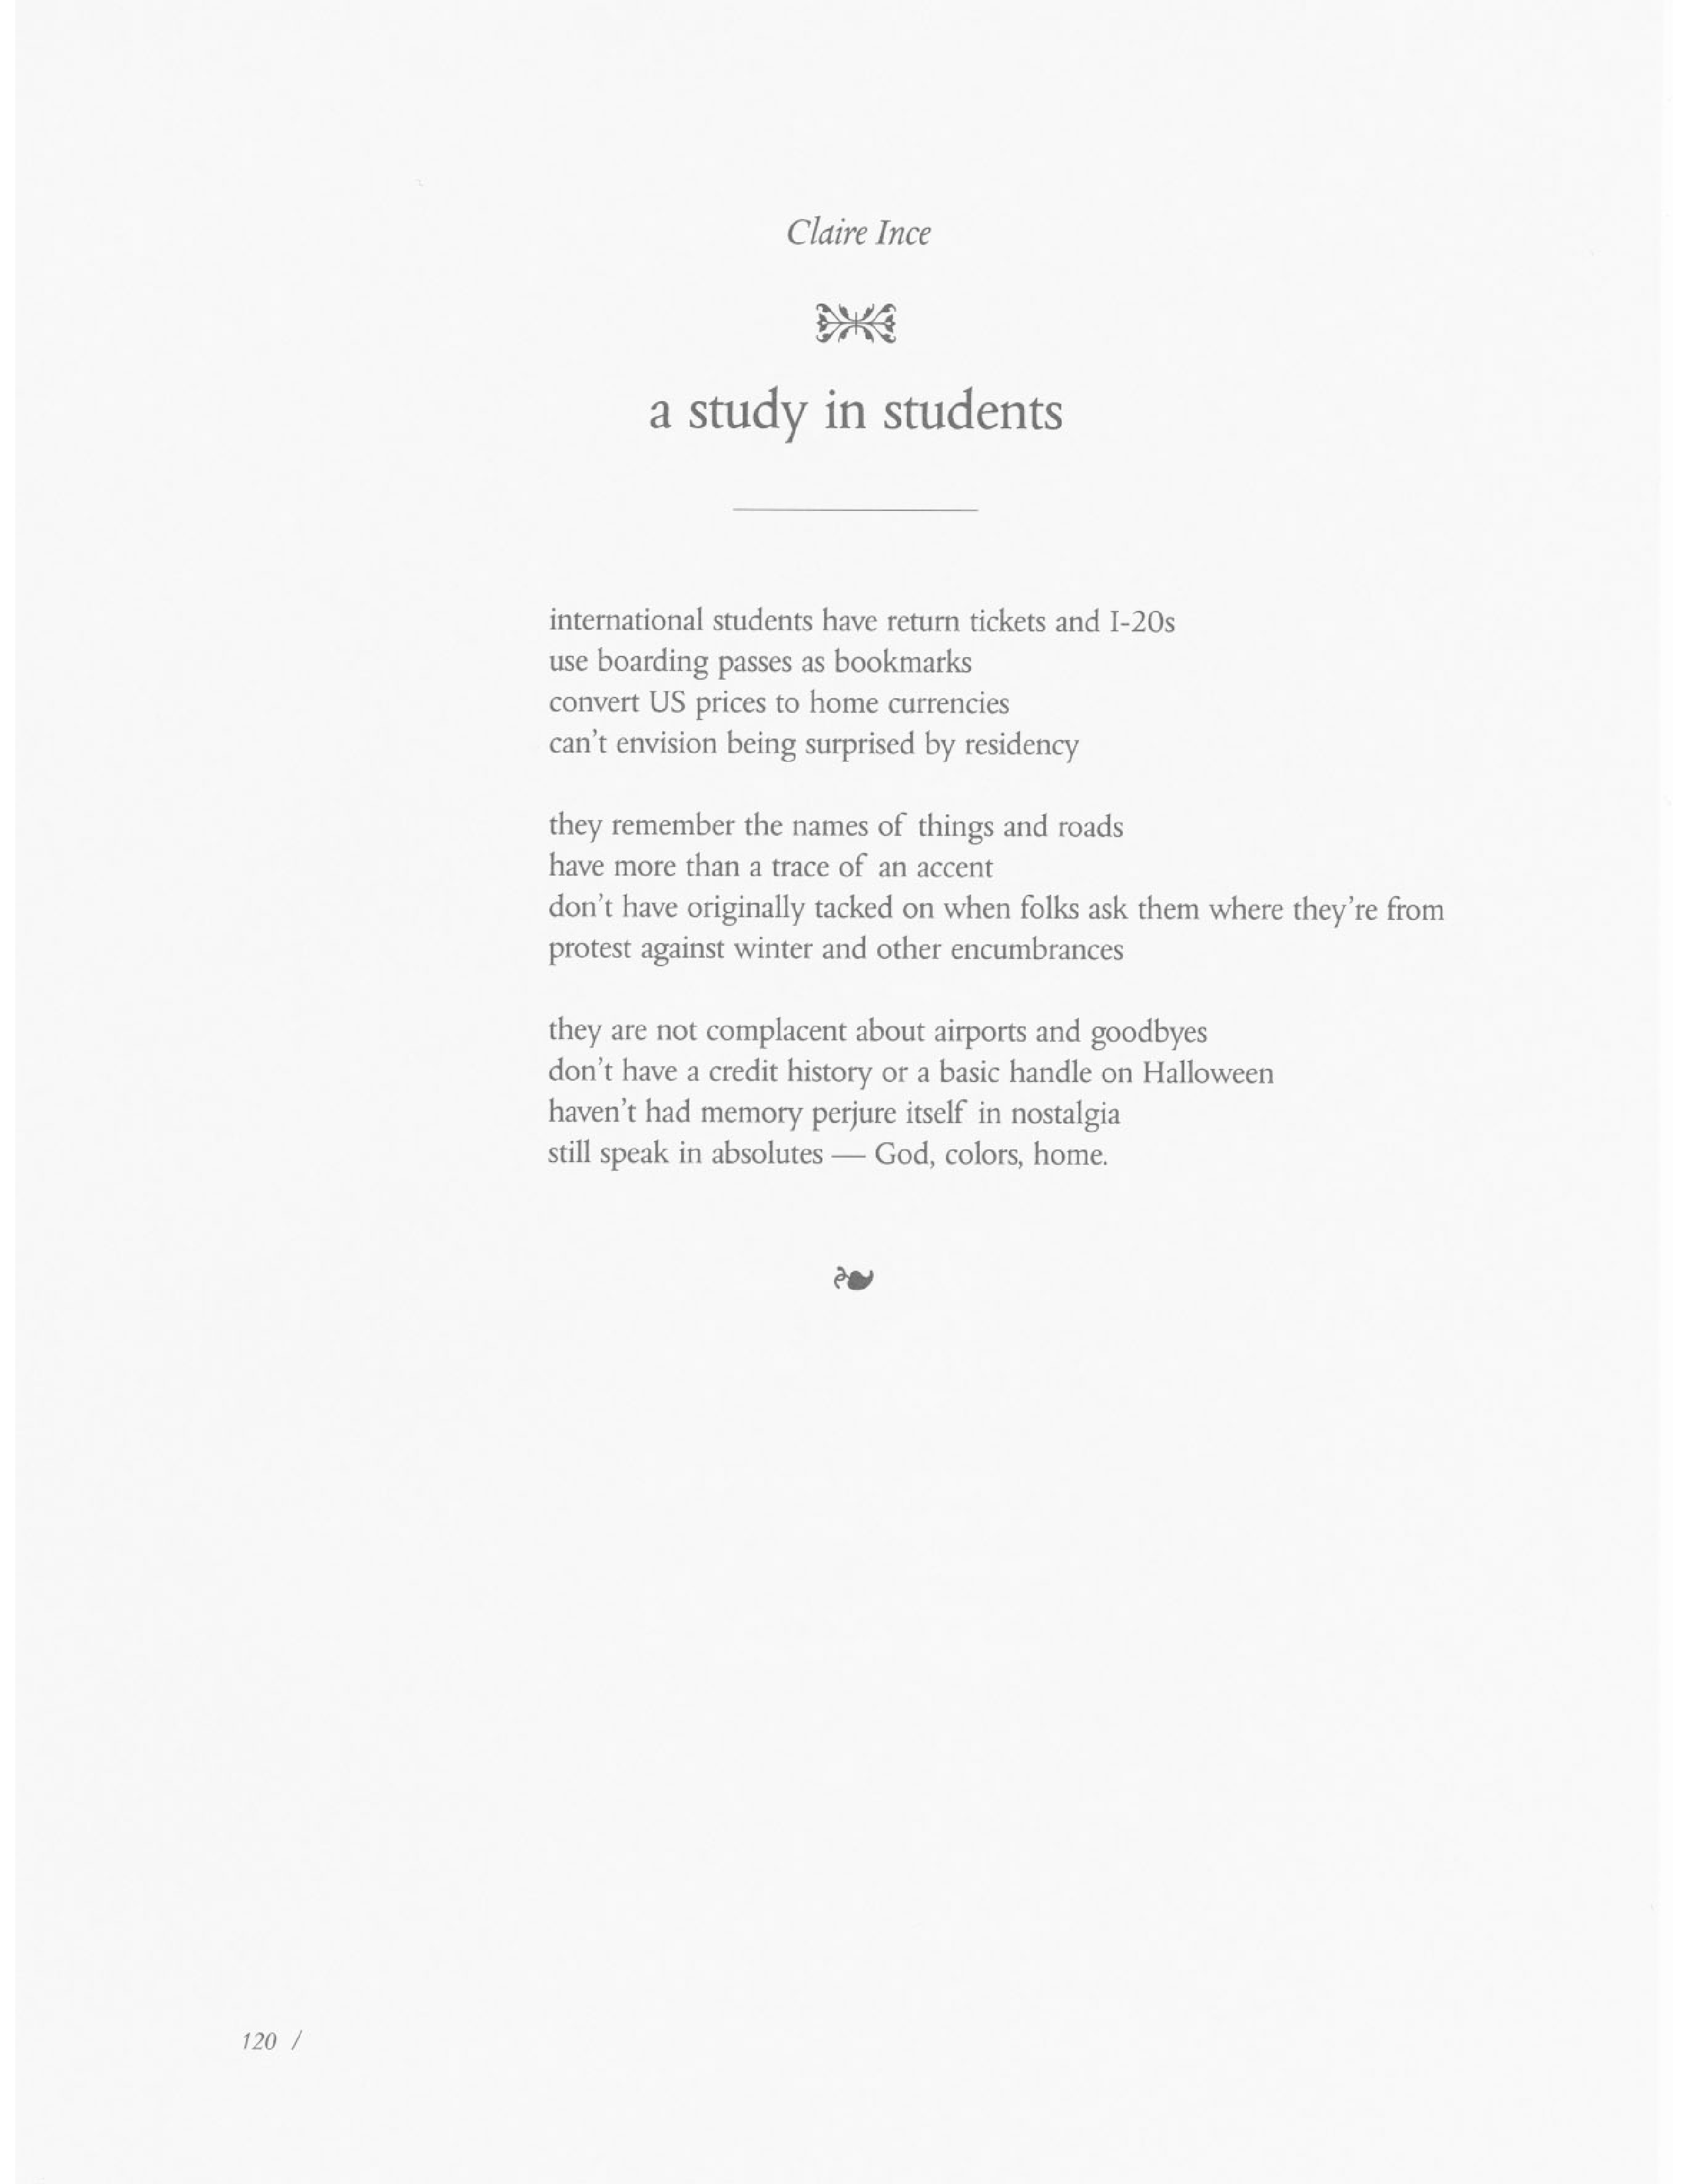 Claire Ince
a study in students
international students have return tickets and I-20s
use boarding passes as bookmarks
convert US prices to home currencies
can't envision being surprised by residency
they remember the names of things and roads
have more than a trace of an accent
don't have originally tacked on when folks ask them where they're from
protest against winter and other encumbrances
they are not complacent about airports and goodbyes
don't have a credit history or a basic handle on Halloween
haven't had memory perjure itself in nostalgia
still speak in absolutes — God, colors, home.
120 /